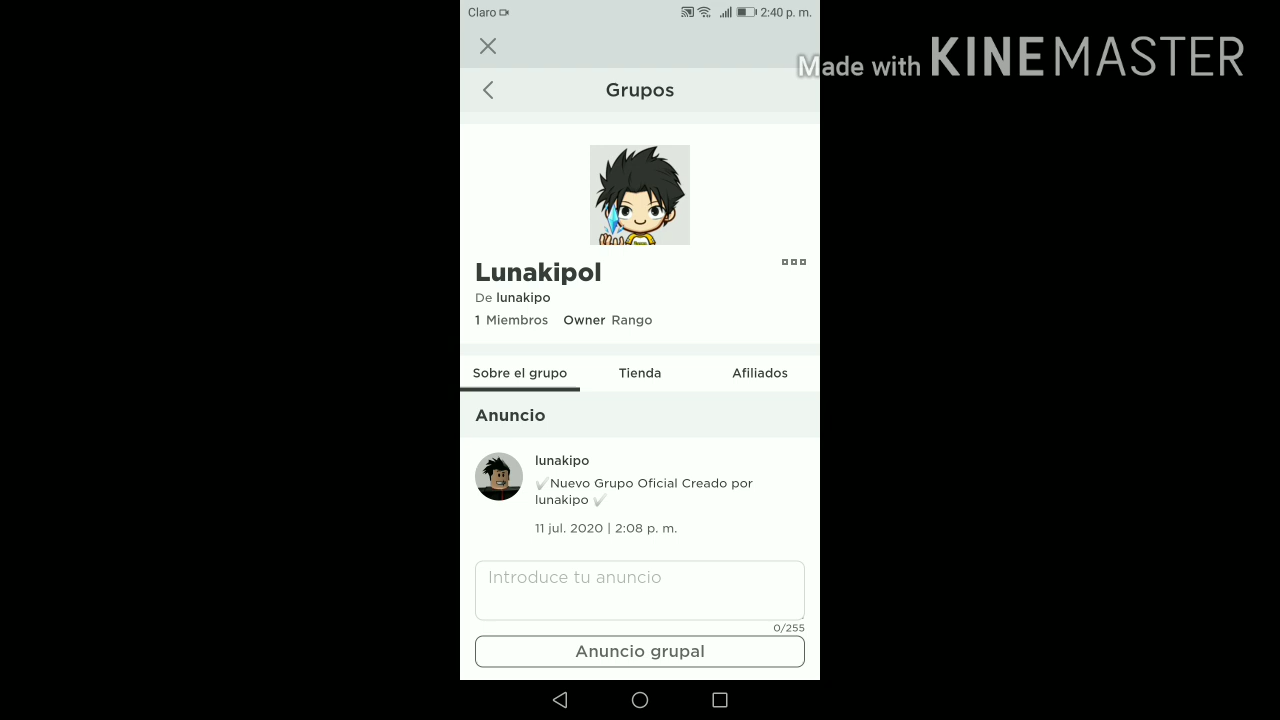 Claro
2:40 p. m.
Made with KINEMASTER
Grupos
Lunakipol
De lunakipo
1 Miembros Owner Rango
Sobre el grupo Tienda Afiliados
Anuncio
lunakipo
✔Nuevo Grupo Oficial Creado por
lunakipo ✔
11 jul. 2020 | 2:08 p. m.
Introduce tu anuncio
0/255
Anuncio grupal